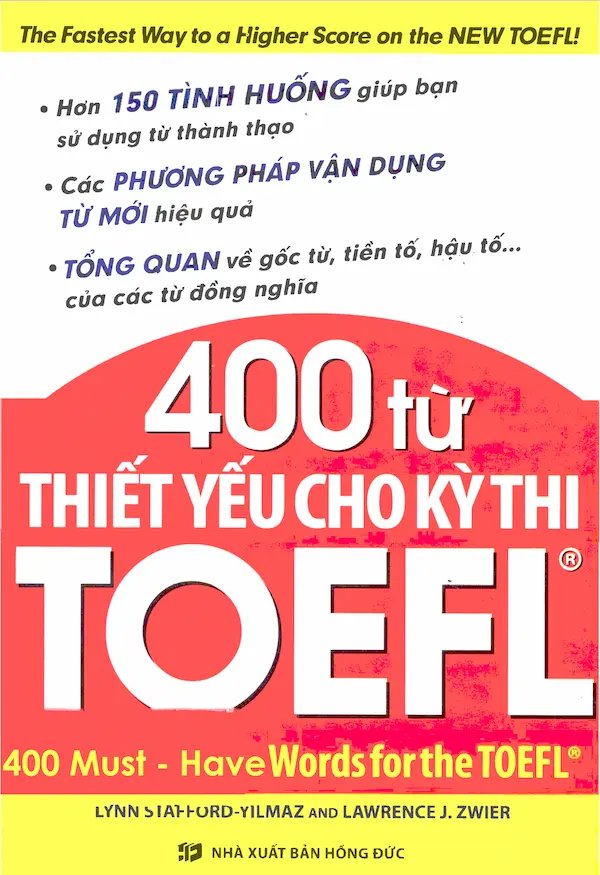 The Fastest Way to a Higher Score on the NEW TOEFL!
• Hơn 150 TÌNH HUỐNG giúp bạn
sử dụng từ thành thạo
• Các PHƯƠNG PHÁP VẬN DỤNG
TỪ MỚI hiệu quả
• TỔNG QUAN về gốc từ, tiền tố, hậu tố...
của các từ đồng nghĩa
400 từ
THIẾT YẾU CHO KỲ THI
TOEFL®
400 Must - Have Words for the TOEFL®
LYNN STAFFORD-YILMAZ AND LAWRENCE J. ZWIER
NHÀ XUẤT BẢN HỒNG ĐỨC